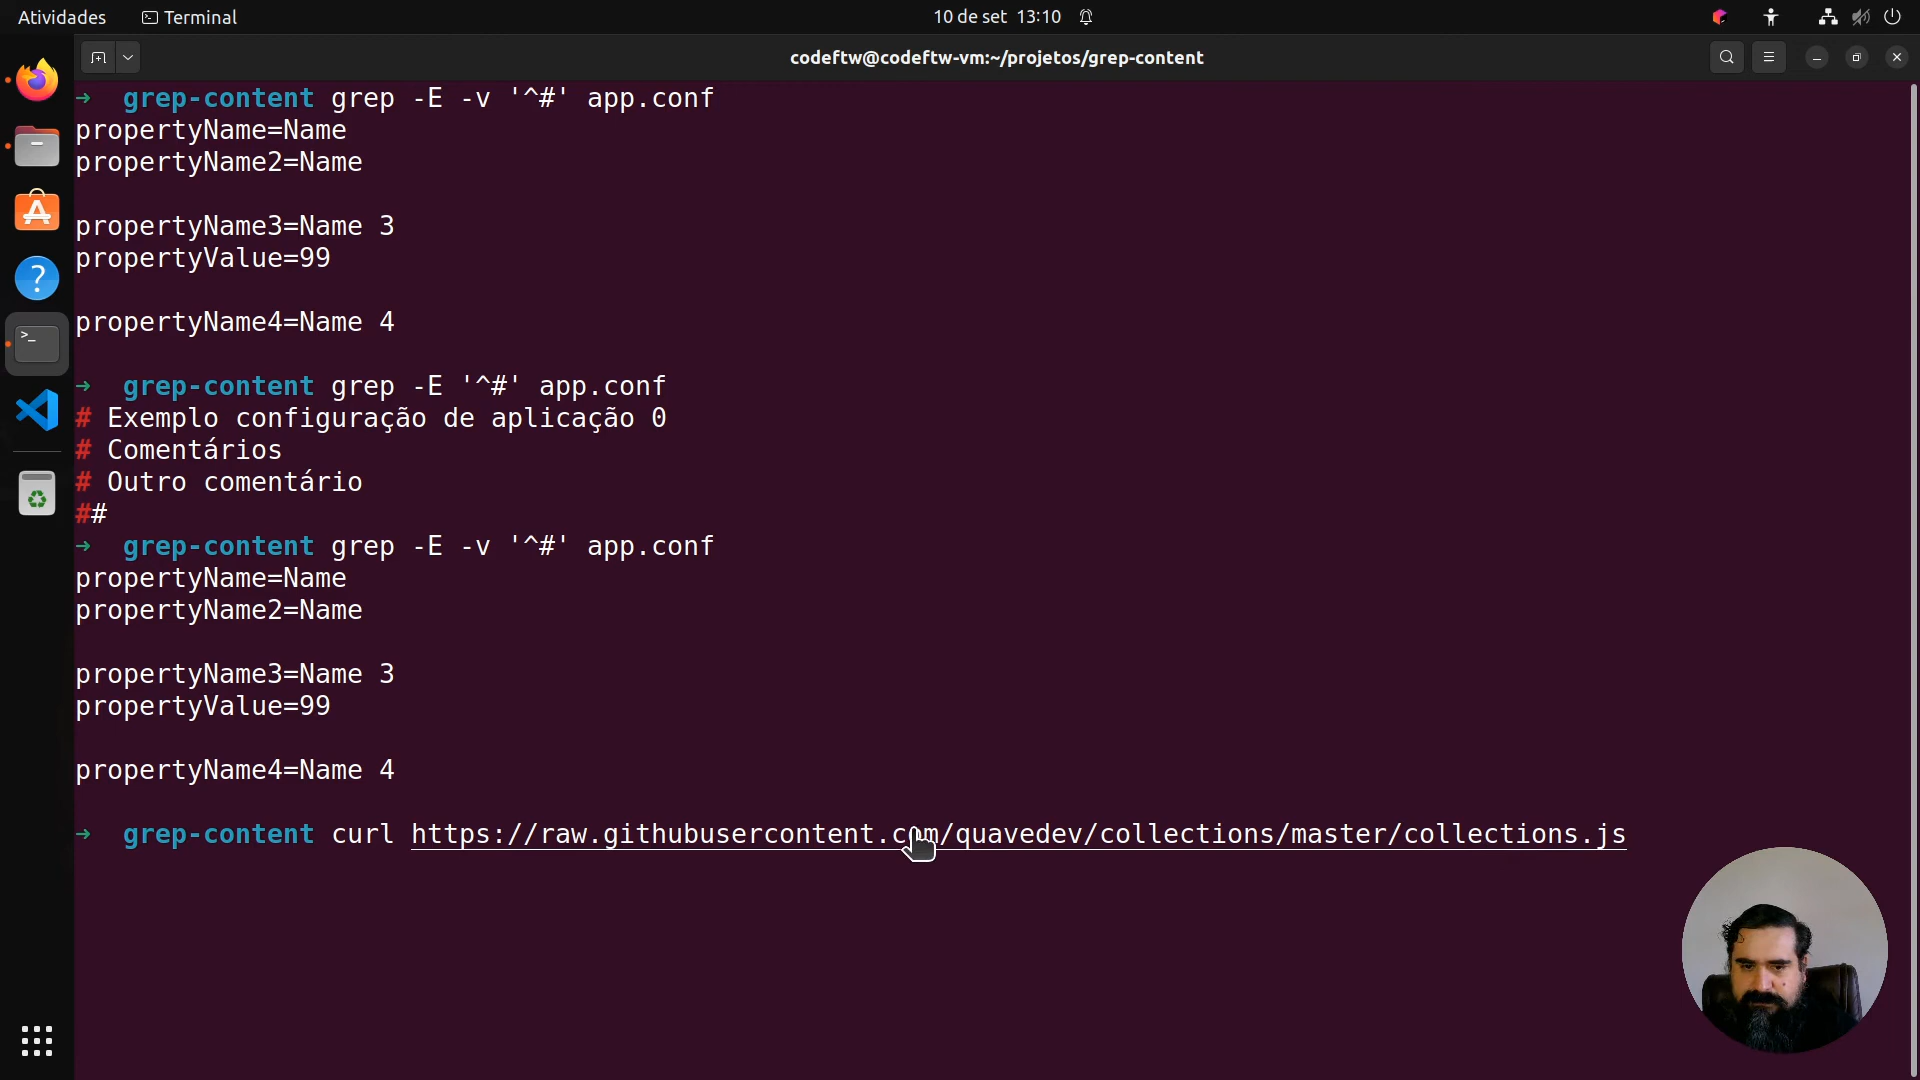 Atividades Terminal 10 de set 13:10
codeftw@codeftw-vm:~/projetos/grep-content
→ grep-content grep -E -v '^#' app.conf
propertyName=Name
propertyName2=Name
propertyName3=Name 3
propertyValue=99
propertyName4=Name 4
→ grep-content grep -E '^#' app.conf
# Exemplo configuração de aplicação 0
# Comentários
# Outro comentário
##
→ grep-content grep -E -v '^#' app.conf
propertyName=Name
propertyName2=Name
propertyName3=Name 3
propertyValue=99
propertyName4=Name 4
→ grep-content curl https://raw.githubusercontent.com/quavedev/collections/master/collections.js